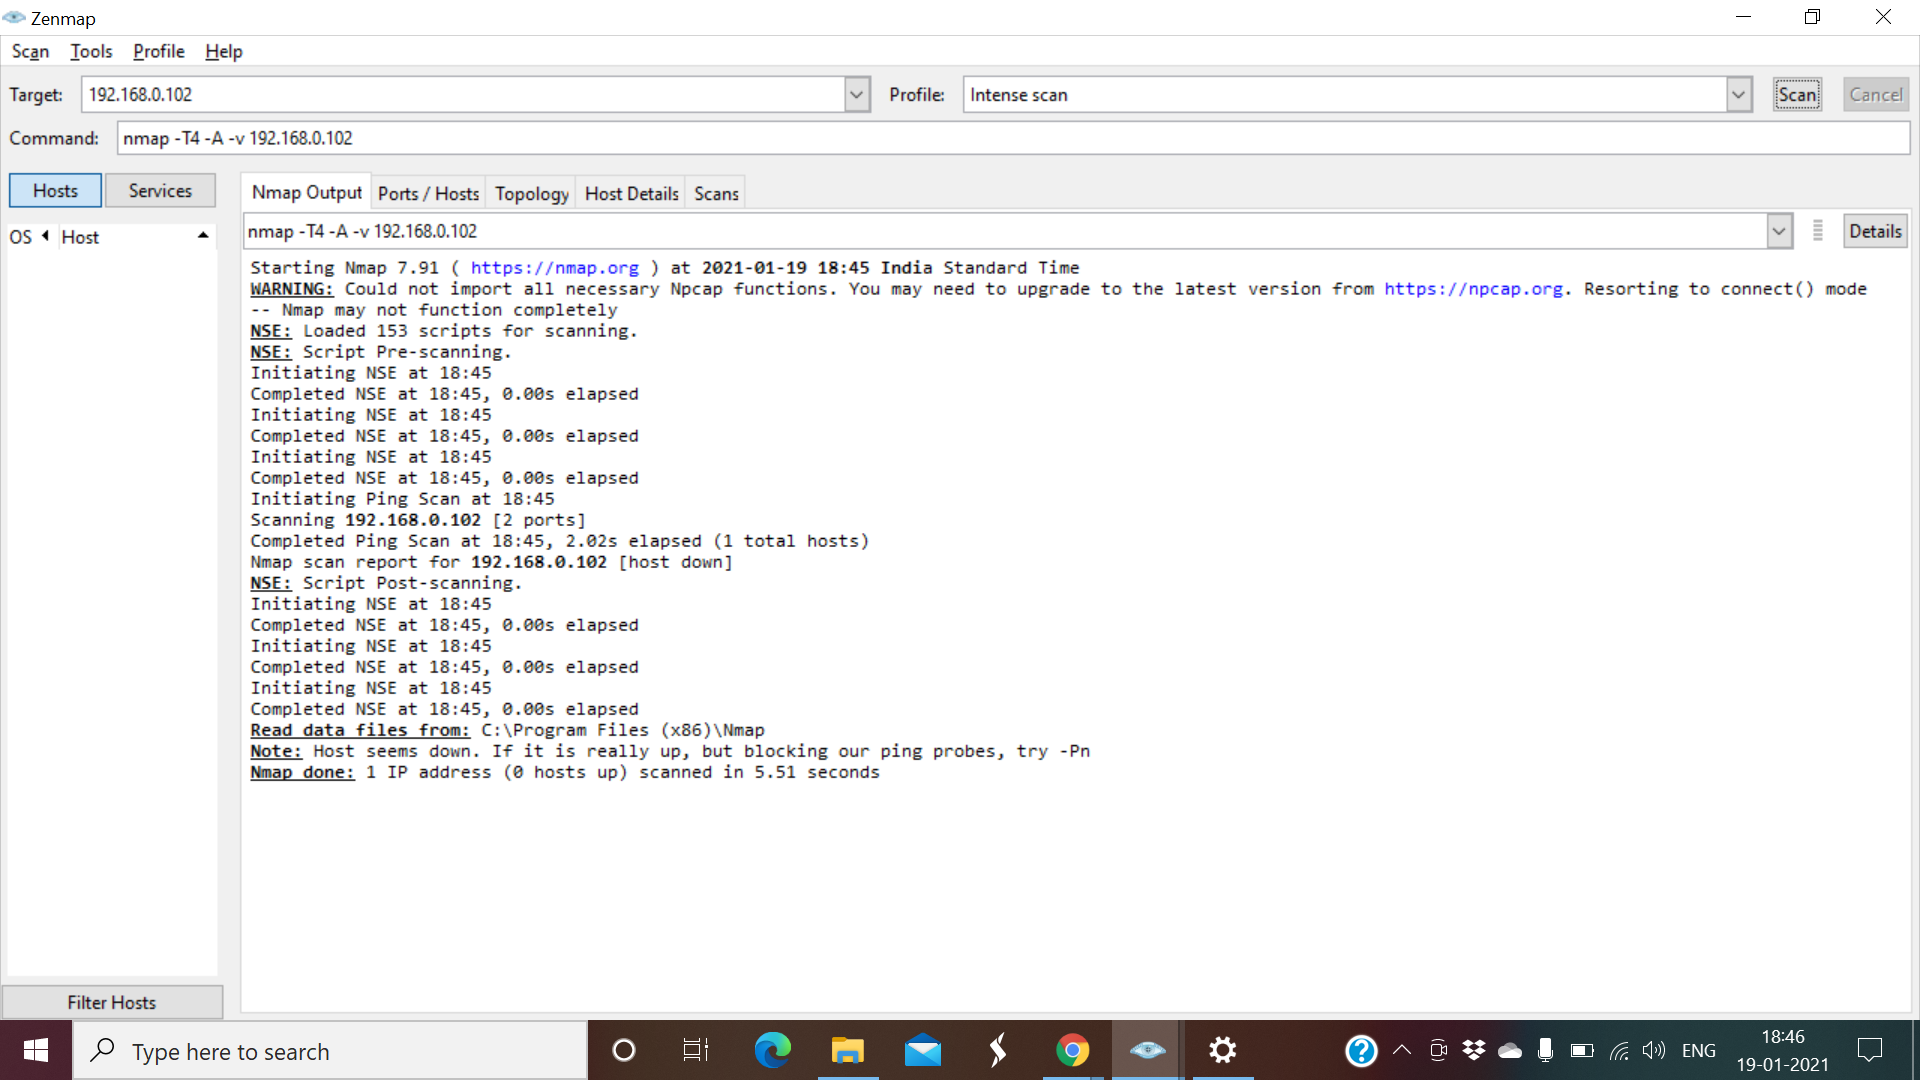 Zenmap
Scan Tools Profile Help
Target: 192.168.0.102 Profile: Intense scan Scan Cancel
Command: nmap -T4 -A -v 192.168.0.102
Hosts Services Nmap Output Ports / Hosts Topology Host Details Scans
nmap -T4 -A -v 192.168.0.102 Details
OS Host
Starting Nmap 7.91 ( https://nmap.org ) at 2021-01-19 18:45 India Standard Time
WARNING: Could not import all necessary Npcap functions. You may need to upgrade to the latest version from https://npcap.org. Resorting to connect() mode
-- Nmap may not function completely
NSE: Loaded 153 scripts for scanning.
NSE: Script Pre-scanning.
Initiating NSE at 18:45
Completed NSE at 18:45, 0.00s elapsed
Initiating NSE at 18:45
Completed NSE at 18:45, 0.00s elapsed
Initiating NSE at 18:45
Completed NSE at 18:45, 0.00s elapsed
Initiating Ping Scan at 18:45
Scanning 192.168.0.102 [2 ports]
Completed Ping Scan at 18:45, 2.02s elapsed (1 total hosts)
Nmap scan report for 192.168.0.102 [host down]
NSE: Script Post-scanning.
Initiating NSE at 18:45
Completed NSE at 18:45, 0.00s elapsed
Initiating NSE at 18:45
Completed NSE at 18:45, 0.00s elapsed
Initiating NSE at 18:45
Completed NSE at 18:45, 0.00s elapsed
Read data files from: C:\Program Files (x86)\Nmap
Note: Host seems down. If it is really up, but blocking our ping probes, try -Pn
Nmap done: 1 IP address (0 hosts up) scanned in 5.51 seconds
Filter Hosts
Type here to search
ENG
18:46
19-01-2021